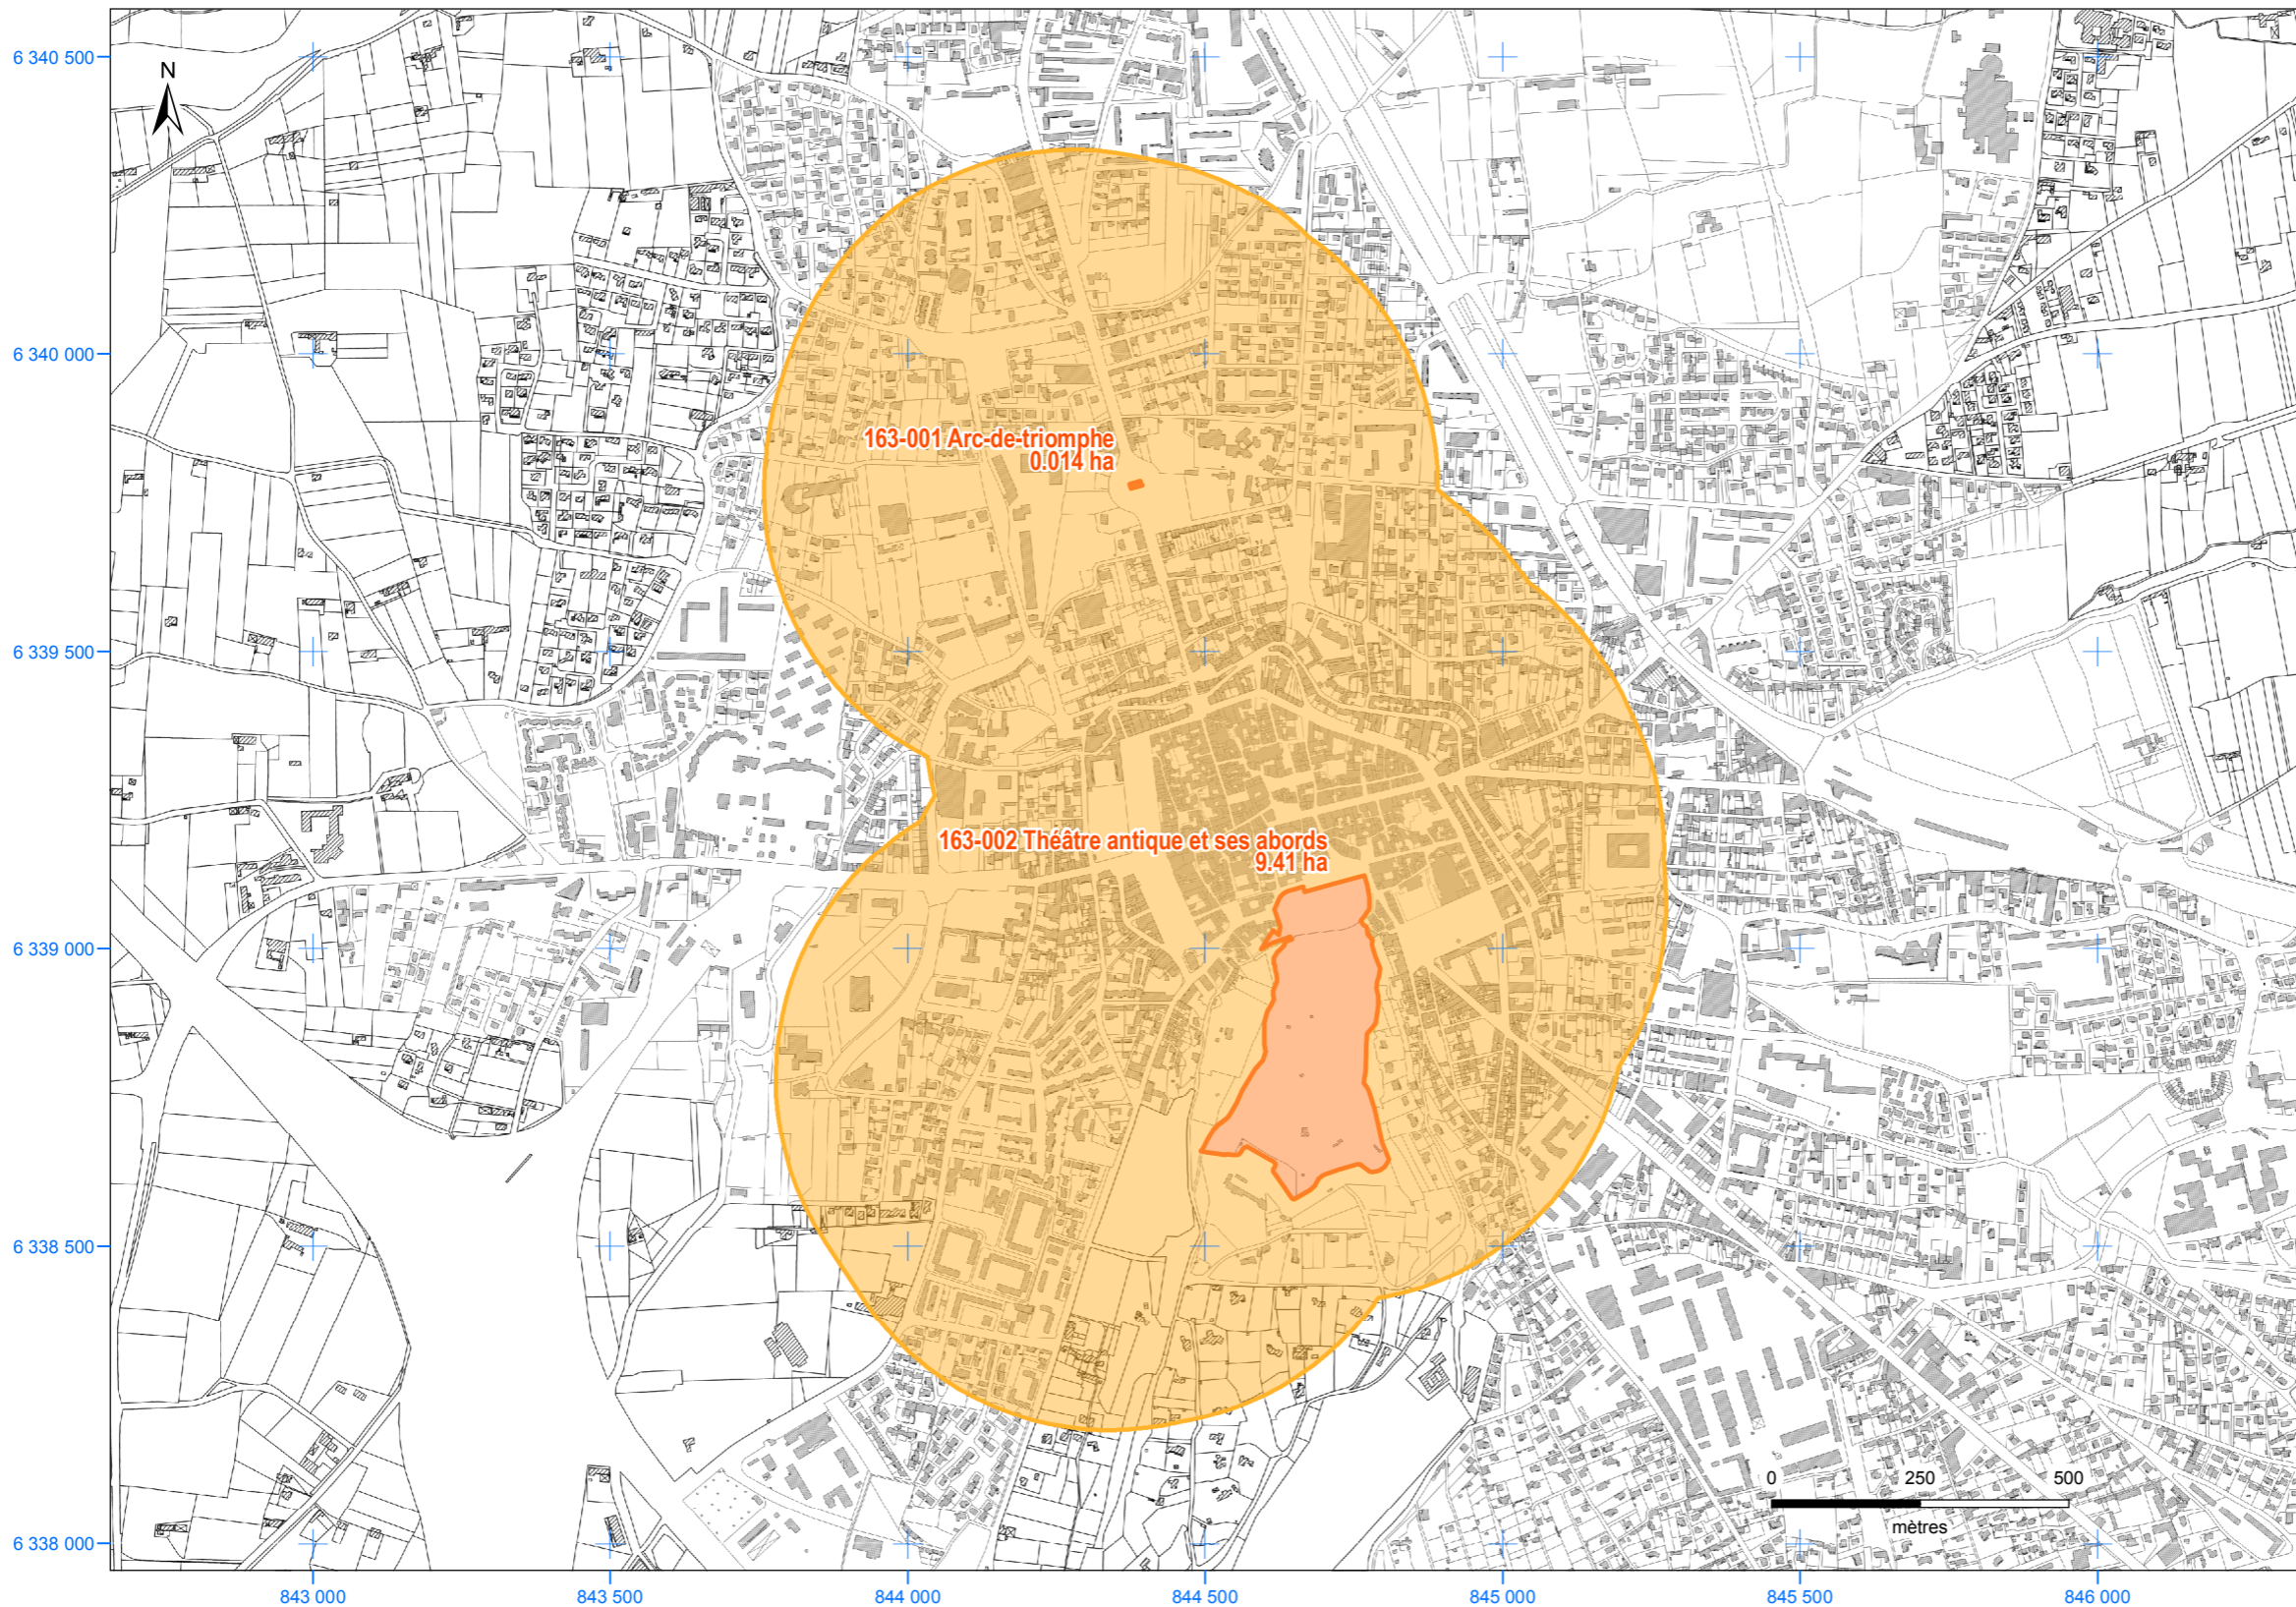 6 340 500
N
6 340 000
163-001 Arc-de-triomphe
0.014 ha
6 339 500
163-002 Théâtre antique et ses abords
9.41 ha
6 339 000
6 338 500
0 250 500
mètres
6 338 000
843 000 843 500 844 000 844 500 845 000 845 500 846 000